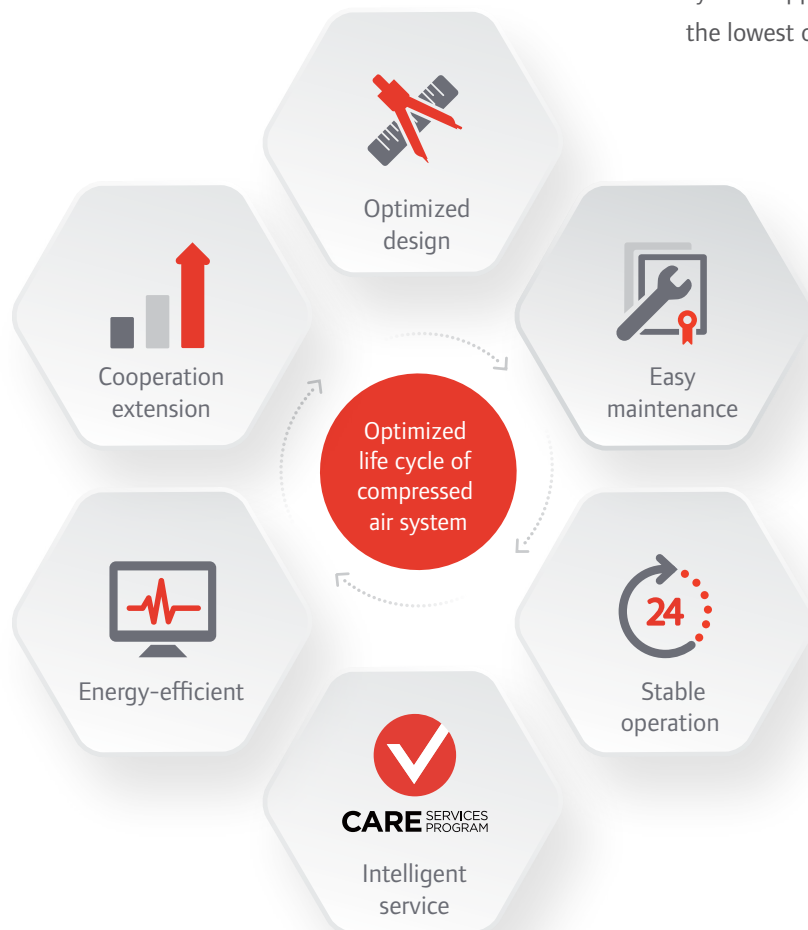 the lowest
Optimized
design
Cooperation
extension
Easy
maintenance
Optimized
life cycle of
compressed
air system
24
Energy-efficient
Stable
operation
CARE SERVICES
PROGRAM
Intelligent
service